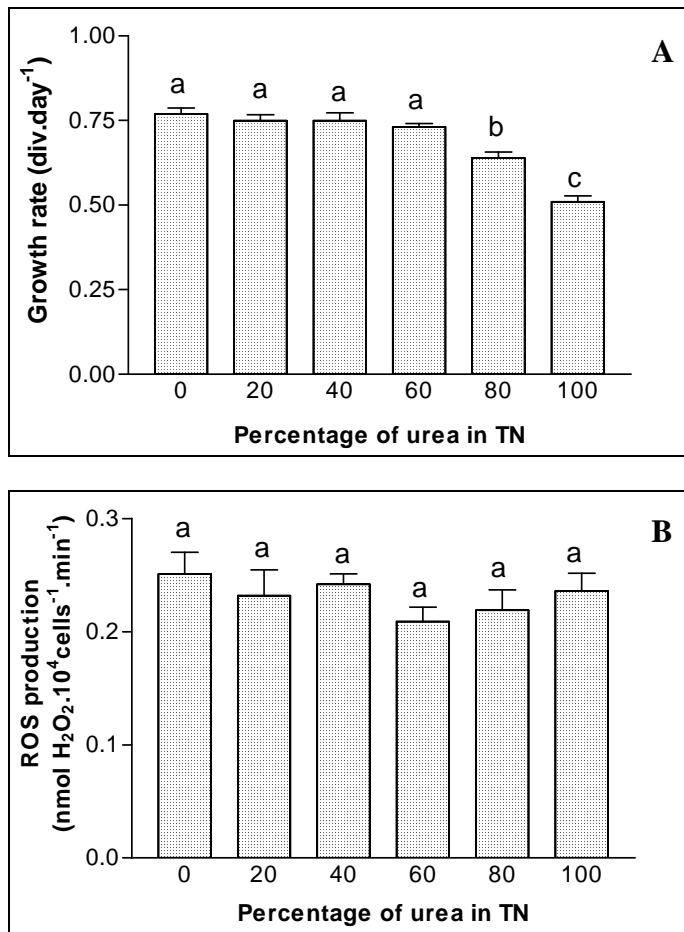 A
1.00
0.75
0.50
0.25
0.00
Growth rate (div.day⁻¹)
a a a a b c
0 20 40 60 80 100
Percentage of urea in TN
B
0.3
0.2
0.1
0.0
ROS production
(nmol H₂O₂.10⁴cells⁻¹.min⁻¹)
a a a a a a
0 20 40 60 80 100
Percentage of urea in TN